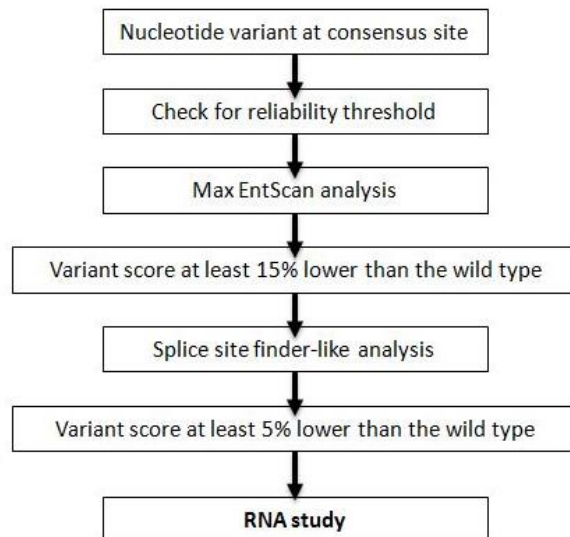 Nucleotide variant at consensus site
Check for reliability threshold
Max EntScan analysis
Variant score at least 15% lower than the wild type
Splice site finder-like analysis
Variant score at least 5% lower than the wild type
RNA study